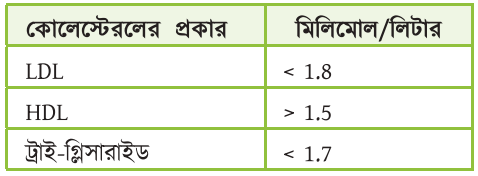 কোলেস্টেরলের প্রকার মিলিমোল/লিটার
LDL < 1.8
HDL > 1.5
ট্রাই-গ্লিসারাইড < 1.7